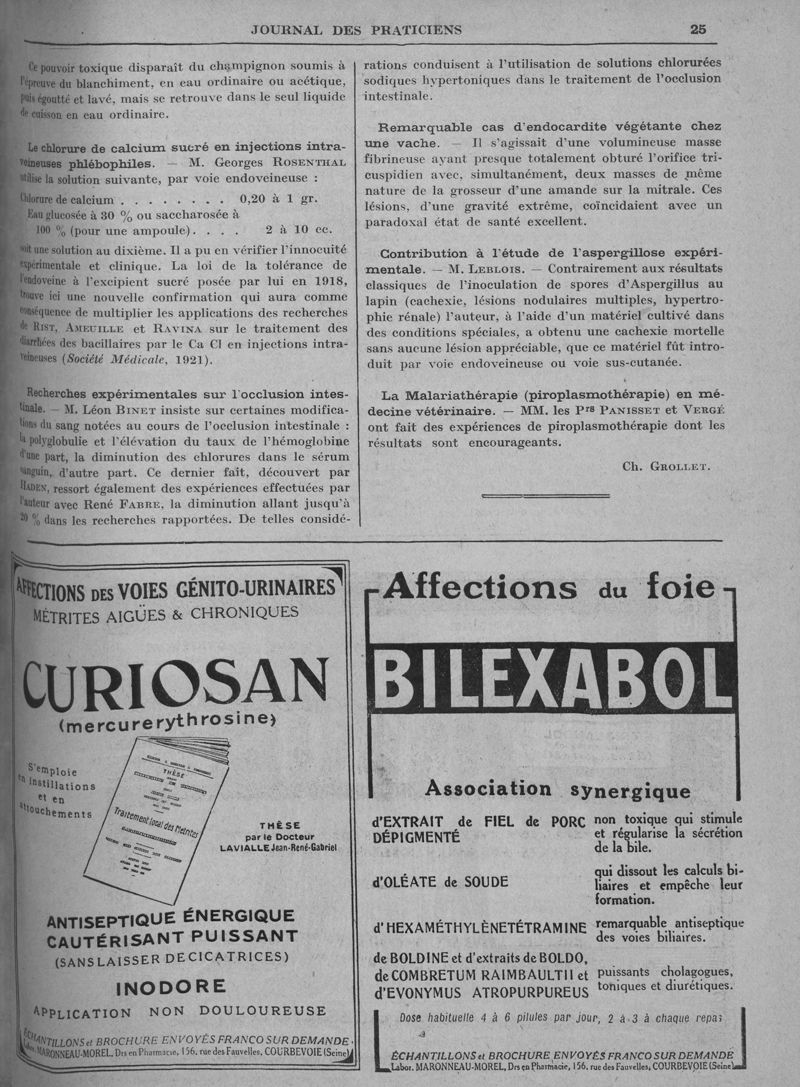 JOURNAL DES PRATICIENS 25
Ce pouvoir toxique disparaît du champignon soumis à
l'épreuve du blanchiment, en eau ordinaire ou acétique,
puis égoutté et lavé, mais se retrouve dans le seul liquide
de cuisson en eau ordinaire.
Le chlorure de calcium sucré en injections intra-
veineuses phlébophiles. — M. Georges ROSENTHAL
utilise la solution suivante, par voie endoveineuse :
Chlorure de calcium . . . . . . . . 0,20 à 1 gr.
Eau glucosée à 30 % ou saccharosée à
100 % (pour une ampoule). . . . 2 à 10 cc.
soit une solution au dixième. Il a pu en vérifier l'innocuité
expérimentale et clinique. La loi de la tolérance de
l'endoveine à l'excipient sucré posée par lui en 1918,
trouve ici une nouvelle confirmation qui aura comme
conséquence de multiplier les applications des recherches
de RIST, AMEUILLE et RAVINA sur le traitement des
diarrhées des bacillaires par le Ca Cl en injections intra-
veineuses (Société Médicale, 1921).
Recherches expérimentales sur l'occlusion intes-
tinale. — M. Léon BINET insiste sur certaines modifica-
tions du sang notées au cours de l'occlusion intestinale :
la polyglobulie et l'élévation du taux de l'hémoglobine
d'une part, la diminution des chlorures dans le sérum
sanguin, d'autre part. Ce dernier fait, découvert par
HADEN, ressort également des expériences effectuées par
l'auteur avec René FABRE, la diminution allant jusqu'à
20 % dans les recherches rapportées. De telles considé-
rations conduisent à l'utilisation de solutions chlorurées
sodiques hypertoniques dans le traitement de l'occlusion
intestinale.
Remarquable cas d'endocardite végétante chez
une vache. — Il s'agissait d'une volumineuse masse
fibrineuse ayant presque totalement obturé l'orifice tri-
cuspidien avec, simultanément, deux masses de même
nature de la grosseur d'une amande sur la mitrale. Ces
lésions, d'une gravité extrême, coïncidaient avec un
paradoxal état de santé excellent.
Contribution à l'étude de l'aspergillose expéri-
mentale. — M. LEBLOIS. — Contrairement aux résultats
classiques de l'inoculation de spores d'Aspergillus au
lapin (cachexie, lésions nodulaires multiples, hypertro-
phie rénale) l'auteur, à l'aide d'un matériel cultivé dans
des conditions spéciales, a obtenu une cachexie mortelle
sans aucune lésion appréciable, que ce matériel fût intro-
duit par voie endoveineuse ou voie sus-cutanée.
La Malariathérapie (piroplasmothérapie) en mé-
decine vétérinaire. — MM. les Prs PANISSET et VERGÉ
ont fait des expériences de piroplasmothérapie dont les
résultats sont encourageants.
Ch. GROLLET.
AFFECTIONS DES VOIES GÉNITO-URINAIRES
MÉTRITES AIGÜES & CHRONIQUES
CURIOSAN
(mercurerythrosine)
S'emploie
en instillations
et en
attouchements
THÈSE
Traitement local des Métrites
THÈSE
par le Docteur
LAVIALLE Jean-René-Gabriel
ANTISEPTIQUE ÉNERGIQUE
CAUTÉRISANT PUISSANT
(SANS LAISSER DE CICATRICES)
INODORE
APPLICATION NON DOULOUREUSE
ÉCHANTILLONS et BROCHURE ENVOYÉS FRANCO SUR DEMANDE
MARONNEAU-MOREL, Drs en Pharmacie, 156, rue des Fauvelles, COURBEVOIE (Seine)
Affections du foie
BILEXABOL
Association synergique
d'EXTRAIT de FIEL de PORC DÉPIGMENTÉ
non toxique qui stimule
et régularise la sécrétion
de la bile.
d'OLÉATE de SOUDE
qui dissout les calculs bi-
liaires et empêche leur
formation.
d'HEXAMÉTHYLÈNETÉTRAMINE
remarquable antiseptique
des voies biliaires.
de BOLDINE et d'extraits de BOLDO,
de COMBRETUM RAIMBAULTII et
d'EVONYMUS ATROPURPUREUS
puissants cholagogues,
toniques et diurétiques.
Dose habituelle 4 à 6 pilules par jour, 2 à 3 à chaque repas
ÉCHANTILLONS et BROCHURE ENVOYÉS FRANCO SUR DEMANDE
Labor. MARONNEAU-MOREL, Drs en Pharmacie, 156, rue des Fauvelles, COURBEVOIE (Seine)